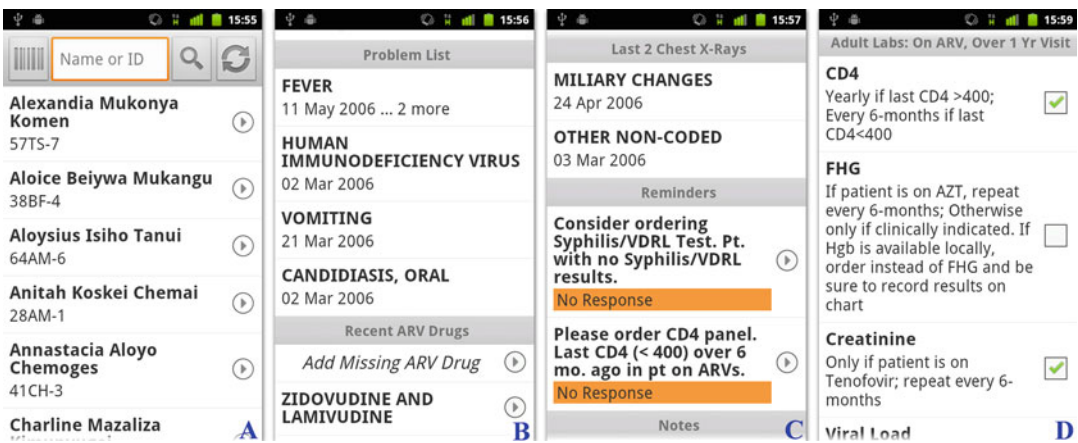 15:55
Name or ID
Alexandia Mukonya
Komen
57TS-7
Aloice Beiywa Mukangu
38BF-4
Aloysius Isiho Tanui
64AM-6
Anitah Koskei Chemai
28AM-1
Annastacia Aloyo
Chemoges
41CH-3
Charline Mazaliza
A
15:56
Problem List
FEVER
11 May 2006 ... 2 more
HUMAN
IMMUNODEFICIENCY VIRUS
02 Mar 2006
VOMITING
21 Mar 2006
CANDIDIASIS, ORAL
02 Mar 2006
Recent ARV Drugs
Add Missing ARV Drug
ZIDOVUDINE AND
LAMIVUDINE
B
15:57
Last 2 Chest X-Rays
MILIARY CHANGES
24 Apr 2006
OTHER NON-CODED
03 Mar 2006
Reminders
Consider ordering
Syphilis/VDRL Test. Pt.
with no Syphilis/VDRL
results.
No Response
Please order CD4 panel.
Last CD4 (< 400) over 6
mo. ago in pt on ARVs.
No Response
Notes
C
15:59
Adult Labs: On ARV, Over 1 Yr Visit
CD4
Yearly if last CD4 >400;
Every 6-months if last
CD4<400
FHG
If patient is on AZT, repeat
every 6-months; Otherwise
only if clinically indicated. If
Hgb is available locally,
order instead of FHG and be
sure to record results on
chart
Creatinine
Only if patient is on
Tenofovir; repeat every 6-
months
Viral Load
D